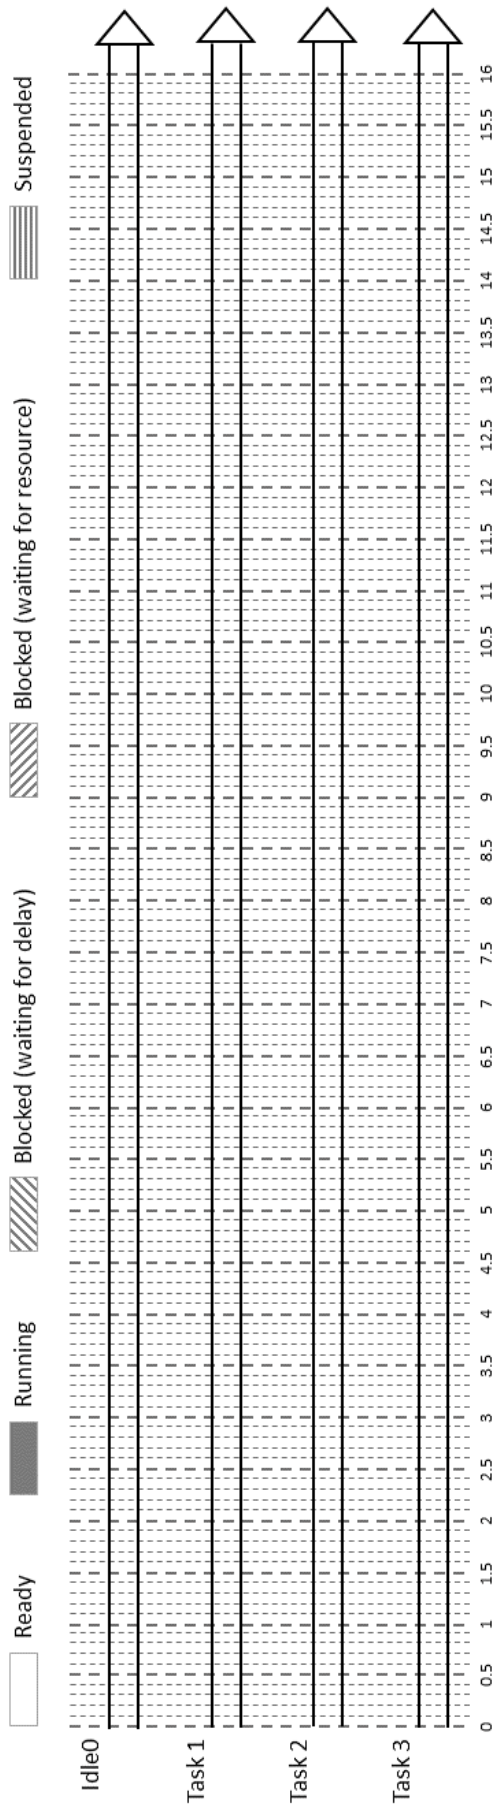 Ready Running Blocked (waiting for delay) Blocked (waiting for resource) Suspended
Idle0
Task 1
Task 2
Task 3
0 0.5 1 1.5 2 2.5 3 3.5 4 4.5 5 5.5 6 6.5 7 7.5 8 8.5 9 9.5 10 10.5 11 11.5 12 12.5 13 13.5 14 14.5 15 15.5 16